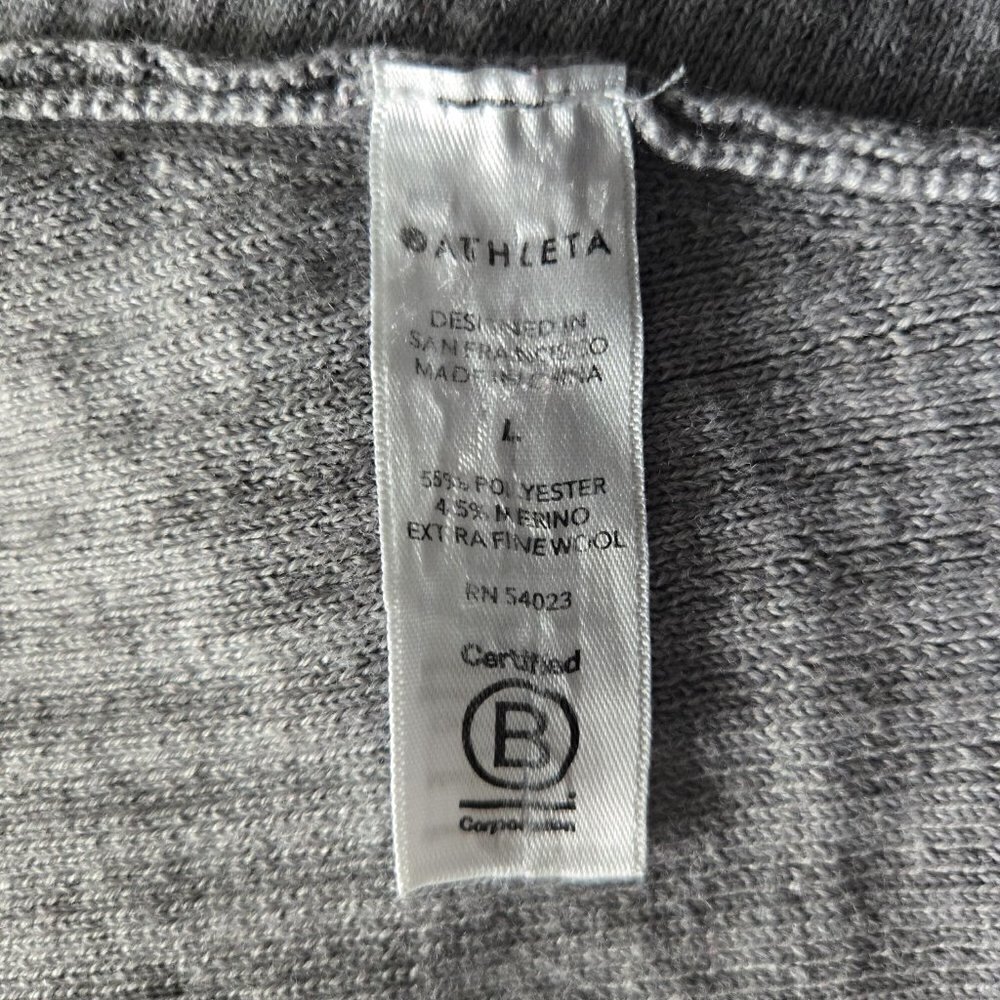 ATHLETA
DESIGNED IN
SAN FRANCISCO
MADE IN CHINA
L
55% POLYESTER
45% MERINO
EXTRA FINE WOOL
RN 54023
Certified
B
Corporation